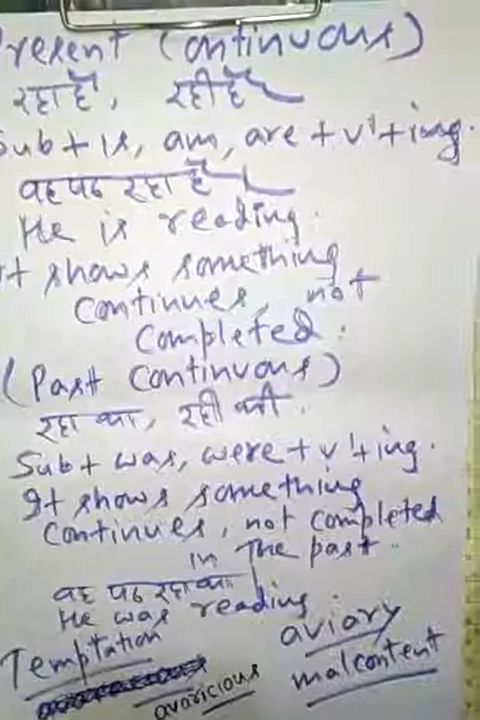 Present (Continuous)
रहा है, रही है
Sub + is, am, are + v¹ + ing.
वह पढ़ रहा है
He is reading.
It shows something
continues, not
completed.
(Past Continuous)
रहा था, रही थी.
Sub + was, were + v¹ + ing.
It shows something
continues, not completed
in the past.
वह पढ़ रहा था
He was reading.
Temptation
aviary
avaricious
malcontent